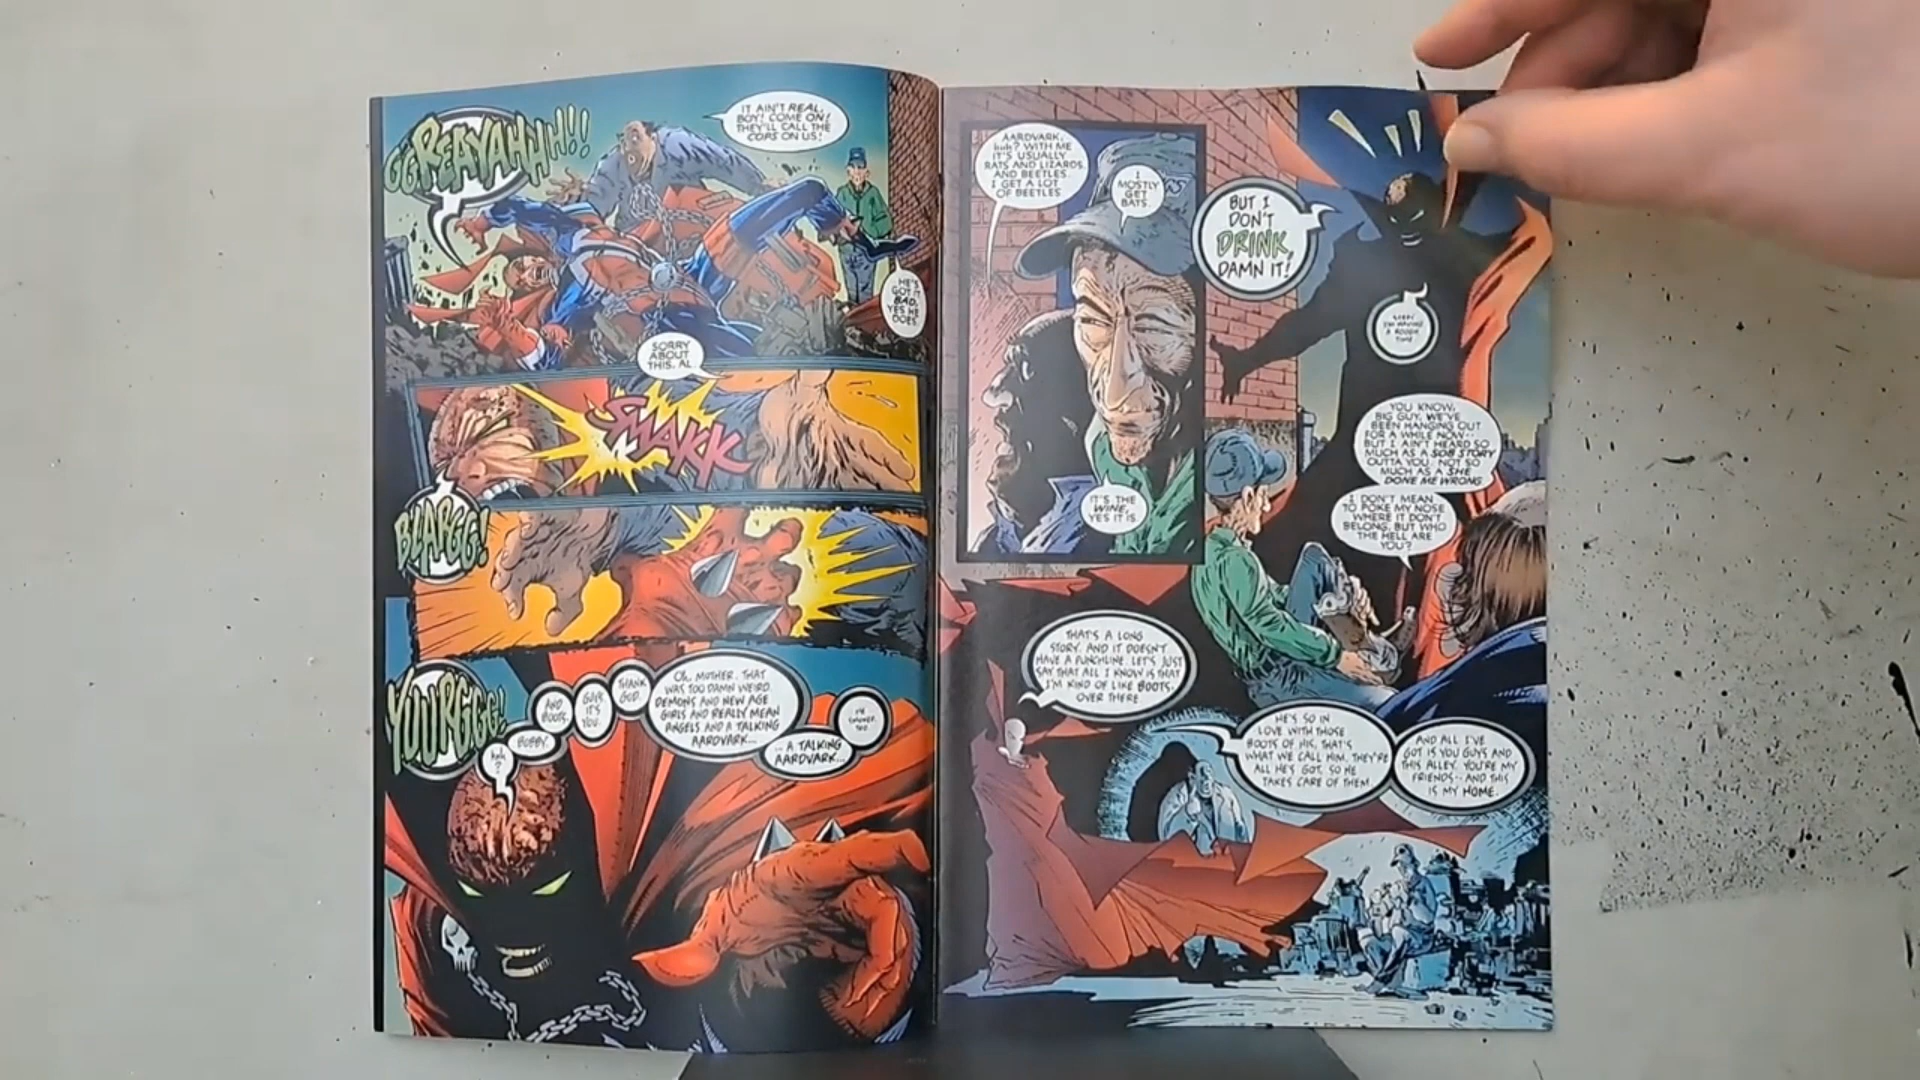 GGREAYAHHH!!
IT AIN'T REAL,
BOY! COME ON!
THEY'LL CALL THE
COPS ON US!
HE'S
GOT IT
BAD,
YES HE
DOES.
SORRY
ABOUT
THIS, AL.
SMAKK
BLARGG!
YOURGGG!
huh
?
BOBBY.
AND
BOOTS.
GUYS
IT'S
YOU.
THANK
GOD.
OH, MOTHER. THAT
WAS TOO DAMN WEIRD.
DEMONS AND NEW AGE
GIRLS AND REALLY MEAN
ANGELS AND A TALKING
AARDVARK...
...A TALKING
AARDVARK...
AARDVARK,
huh? WITH ME
IT'S USUALLY
RATS AND LIZARDS.
AND BEETLES.
I GET A LOT
OF BEETLES.
I
MOSTLY
GET
BATS.
IT'S THE
WINE,
YES IT IS.
BUT I
DON'T
DRINK,
DAMN IT!
SORRY.
I'M HAVING
A ROUGH
TIME.
YOU KNOW,
BIG GUY, WE'VE
BEEN HANGING OUT
FOR A WHILE NOW--
BUT I AIN'T HEARD SO
MUCH AS A SOB STORY
OUTTA YOU. NOT SO
MUCH AS A SHE
DONE ME WRONG.
I DON'T MEAN
TO POKE MY NOSE
WHERE IT DON'T
BELONG, BUT WHO
THE HELL ARE
YOU?
THAT'S A LONG
STORY. AND IT DOESN'T
HAVE A PUNCHLINE. LET'S JUST
SAY THAT ALL I KNOW IS THAT
I'M KIND OF LIKE BOOTS,
OVER THERE.
HE'S SO IN
LOVE WITH THOSE
BOOTS OF HIS, THAT'S
WHAT WE CALL HIM. THEY'RE
ALL HE'S GOT, SO HE
TAKES CARE OF THEM.
AND ALL I'VE
GOT IS YOU GUYS AND
THIS ALLEY. YOU'RE MY
FRIENDS-- AND THIS
IS MY HOME.